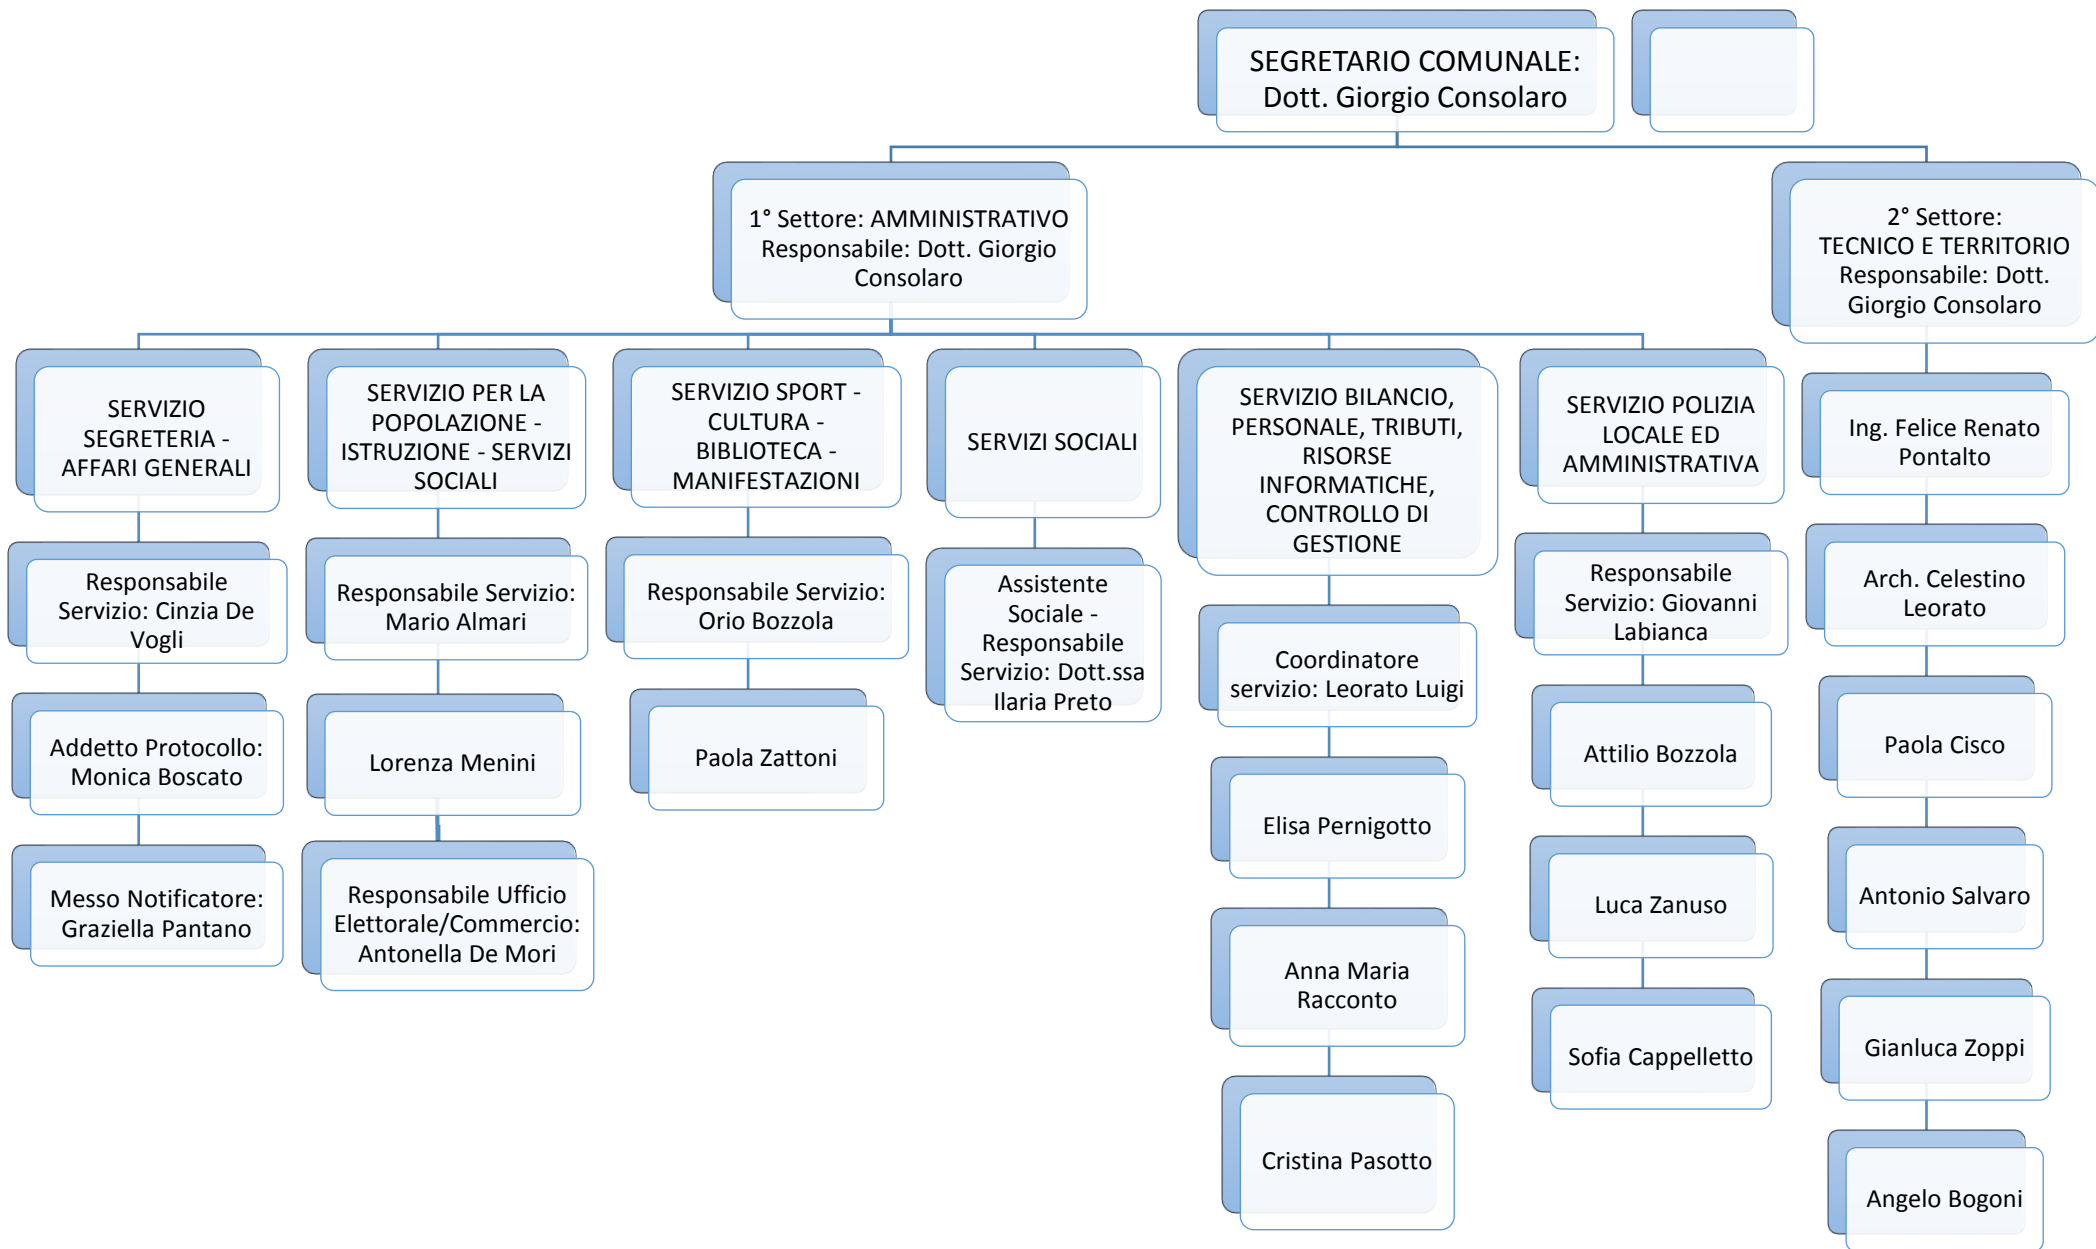 SEGRETARIO COMUNALE:
Dott. Giorgio Consolaro
1° Settore: AMMINISTRATIVO
Responsabile: Dott. Giorgio
Consolaro
2° Settore:
TECNICO E TERRITORIO
Responsabile: Dott.
Giorgio Consolaro
SERVIZIO
SEGRETERIA -
AFFARI GENERALI
Responsabile
Servizio: Cinzia De
Vogli
Addetto Protocollo:
Monica Boscato
Messo Notificatore:
Graziella Pantano
SERVIZIO PER LA
POPOLAZIONE -
ISTRUZIONE - SERVIZI
SOCIALI
Responsabile Servizio:
Mario Almari
Lorenza Menini
Responsabile Ufficio
Elettorale/Commercio:
Antonella De Mori
SERVIZIO SPORT -
CULTURA -
BIBLIOTECA -
MANIFESTAZIONI
Responsabile Servizio:
Orio Bozzola
Paola Zattoni
SERVIZI SOCIALI
Assistente
Sociale -
Responsabile
Servizio: Dott.ssa
Ilaria Preto
SERVIZIO BILANCIO,
PERSONALE, TRIBUTI,
RISORSE
INFORMATICHE,
CONTROLLO DI
GESTIONE
Coordinatore
servizio: Leorato Luigi
Elisa Pernigotto
Anna Maria
Racconto
Cristina Pasotto
SERVIZIO POLIZIA
LOCALE ED
AMMINISTRATIVA
Responsabile
Servizio: Giovanni
Labianca
Attilio Bozzola
Luca Zanuso
Sofia Cappelletto
Ing. Felice Renato
Pontalto
Arch. Celestino
Leorato
Paola Cisco
Antonio Salvaro
Gianluca Zoppi
Angelo Bogoni